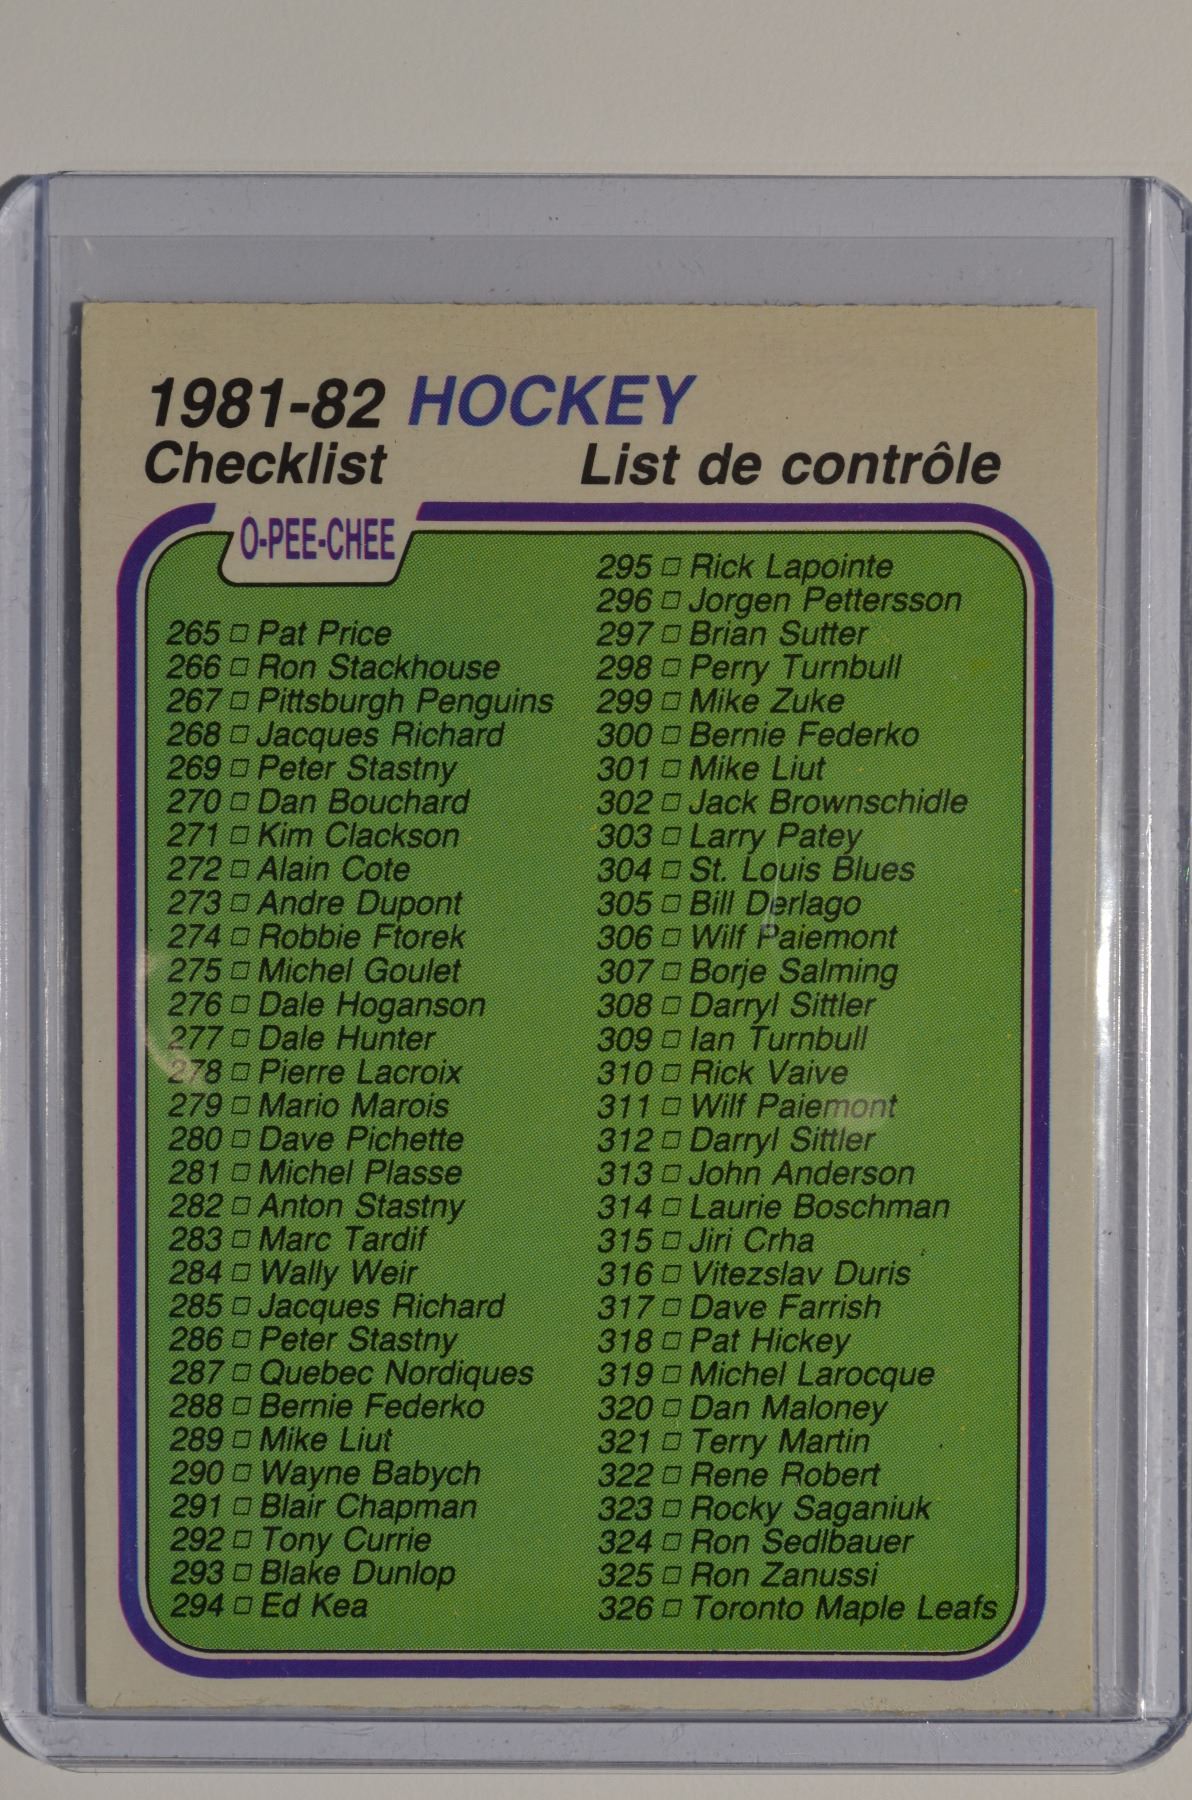 1981-82 HOCKEY
Checklist List de contrôle
O-PEE-CHEE
265 □ Pat Price
266 □ Ron Stackhouse
267 □ Pittsburgh Penguins
268 □ Jacques Richard
269 □ Peter Stastny
270 □ Dan Bouchard
271 □ Kim Clackson
272 □ Alain Cote
273 □ Andre Dupont
274 □ Robbie Ftorek
275 □ Michel Goulet
276 □ Dale Hoganson
277 □ Dale Hunter
278 □ Pierre Lacroix
279 □ Mario Marois
280 □ Dave Pichette
281 □ Michel Plasse
282 □ Anton Stastny
283 □ Marc Tardif
284 □ Wally Weir
285 □ Jacques Richard
286 □ Peter Stastny
287 □ Quebec Nordiques
288 □ Bernie Federko
289 □ Mike Liut
290 □ Wayne Babych
291 □ Blair Chapman
292 □ Tony Currie
293 □ Blake Dunlop
294 □ Ed Kea
295 □ Rick Lapointe
296 □ Jorgen Pettersson
297 □ Brian Sutter
298 □ Perry Turnbull
299 □ Mike Zuke
300 □ Bernie Federko
301 □ Mike Liut
302 □ Jack Brownschidle
303 □ Larry Patey
304 □ St. Louis Blues
305 □ Bill Derlago
306 □ Wilf Paiemont
307 □ Borje Salming
308 □ Darryl Sittler
309 □ Ian Turnbull
310 □ Rick Vaive
311 □ Wilf Paiemont
312 □ Darryl Sittler
313 □ John Anderson
314 □ Laurie Boschman
315 □ Jiri Crha
316 □ Vitezslav Duris
317 □ Dave Farrish
318 □ Pat Hickey
319 □ Michel Larocque
320 □ Dan Maloney
321 □ Terry Martin
322 □ Rene Robert
323 □ Rocky Saganiuk
324 □ Ron Sedlbauer
325 □ Ron Zanussi
326 □ Toronto Maple Leafs